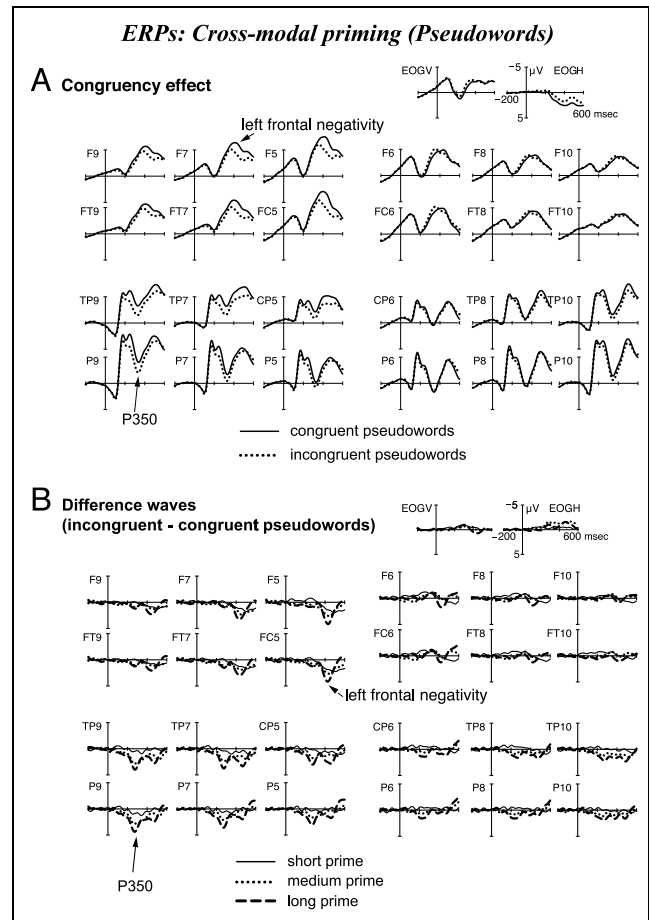 ERPs: Cross-modal priming (Pseudowords)
A Congruency effect
EOGV -5 µV EOGH
-200 600 msec
5
left frontal negativity
F9 F7 F5 F6 F8 F10
FT9 FT7 FC5 FC6 FT8 FT10
TP9 TP7 CP5 CP6 TP8 TP10
P9 P7 P5 P6 P8 P10
P350
congruent pseudowords
incongruent pseudowords
B Difference waves
(incongruent - congruent pseudowords)
EOGV -5 µV EOGH
-200 600 msec
5
F9 F7 F5 F6 F8 F10
FT9 FT7 FC5 FC6 FT8 FT10
left frontal negativity
TP9 TP7 CP5 CP6 TP8 TP10
P9 P7 P5 P6 P8 P10
P350
short prime
medium prime
long prime